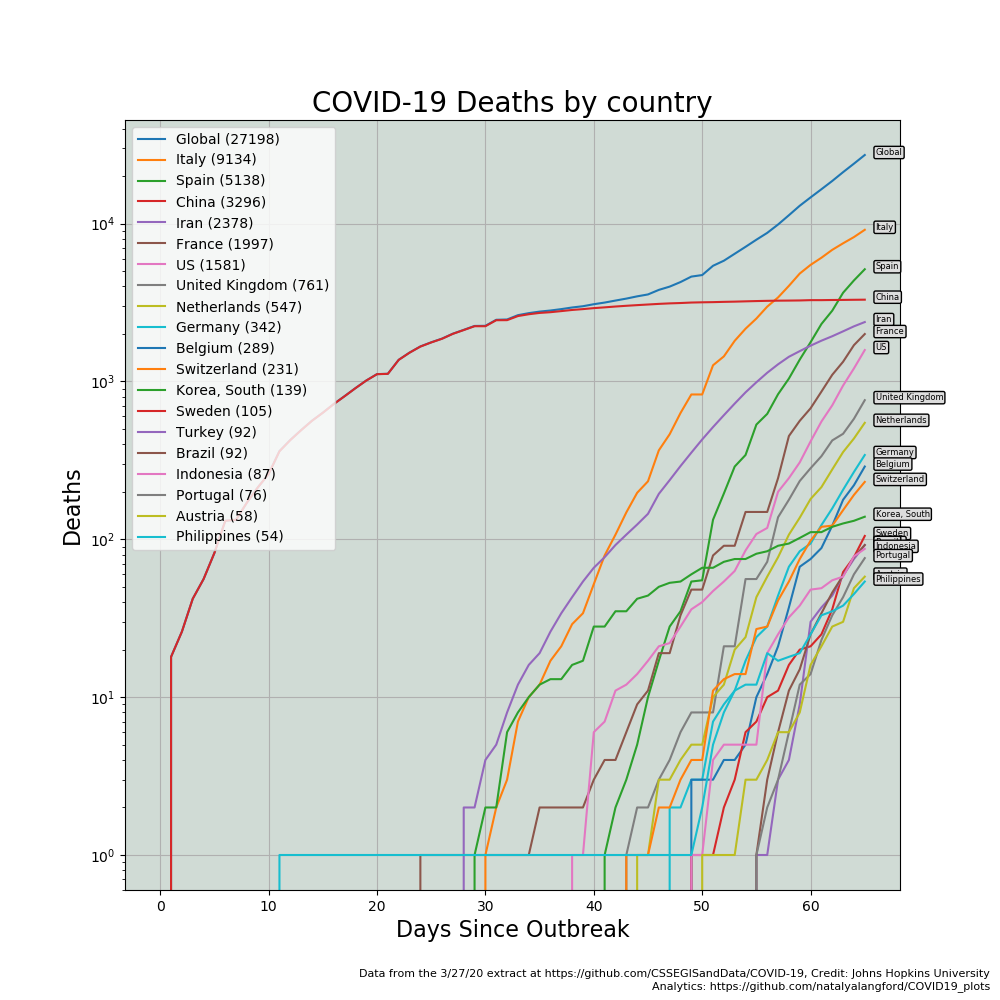 COVID-19 Deaths by country
Global (27198)
Italy (9134)
Spain (5138)
China (3296)
Iran (2378)
France (1997)
US (1581)
United Kingdom (761)
Netherlands (547)
Germany (342)
Belgium (289)
Switzerland (231)
Korea, South (139)
Sweden (105)
Turkey (92)
Brazil (92)
Indonesia (87)
Portugal (76)
Austria (58)
Philippines (54)
Global
Italy
Spain
China
Iran
France
US
United Kingdom
Netherlands
Germany
Belgium
Switzerland
Korea, South
Sweden
Indonesia
Portugal
Philippines
Deaths
10⁴
10³
10²
10¹
10⁰
0 10 20 30 40 50 60
Days Since Outbreak
Data from the 3/27/20 extract at https://github.com/CSSEGISandData/COVID-19, Credit: Johns Hopkins University
Analytics: https://github.com/natalyalangford/COVID19_plots